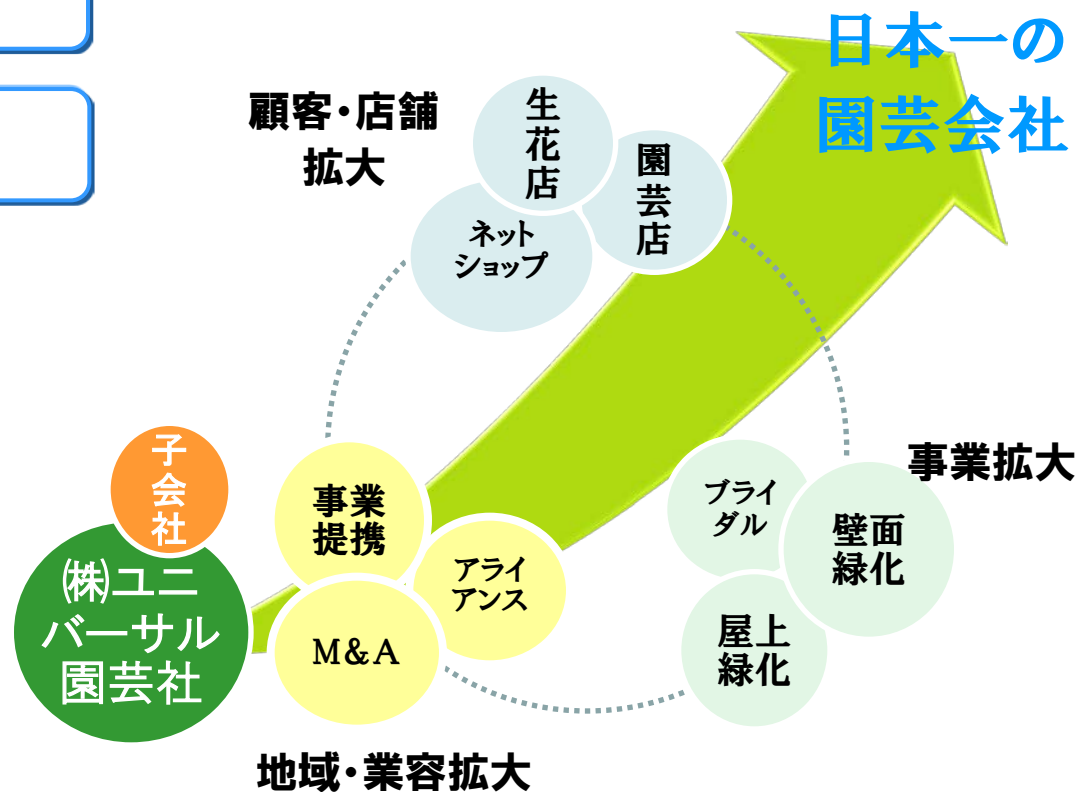 日本一の
園芸会社
顧客・店舗
拡大
生花店
園芸店
ネット
ショップ
子会社
㈱ユニ
バーサル
園芸社
事業
提携
アライ
アンス
M&A
地域・業容拡大
事業拡大
ブライ
ダル
壁面
緑化
屋上
緑化